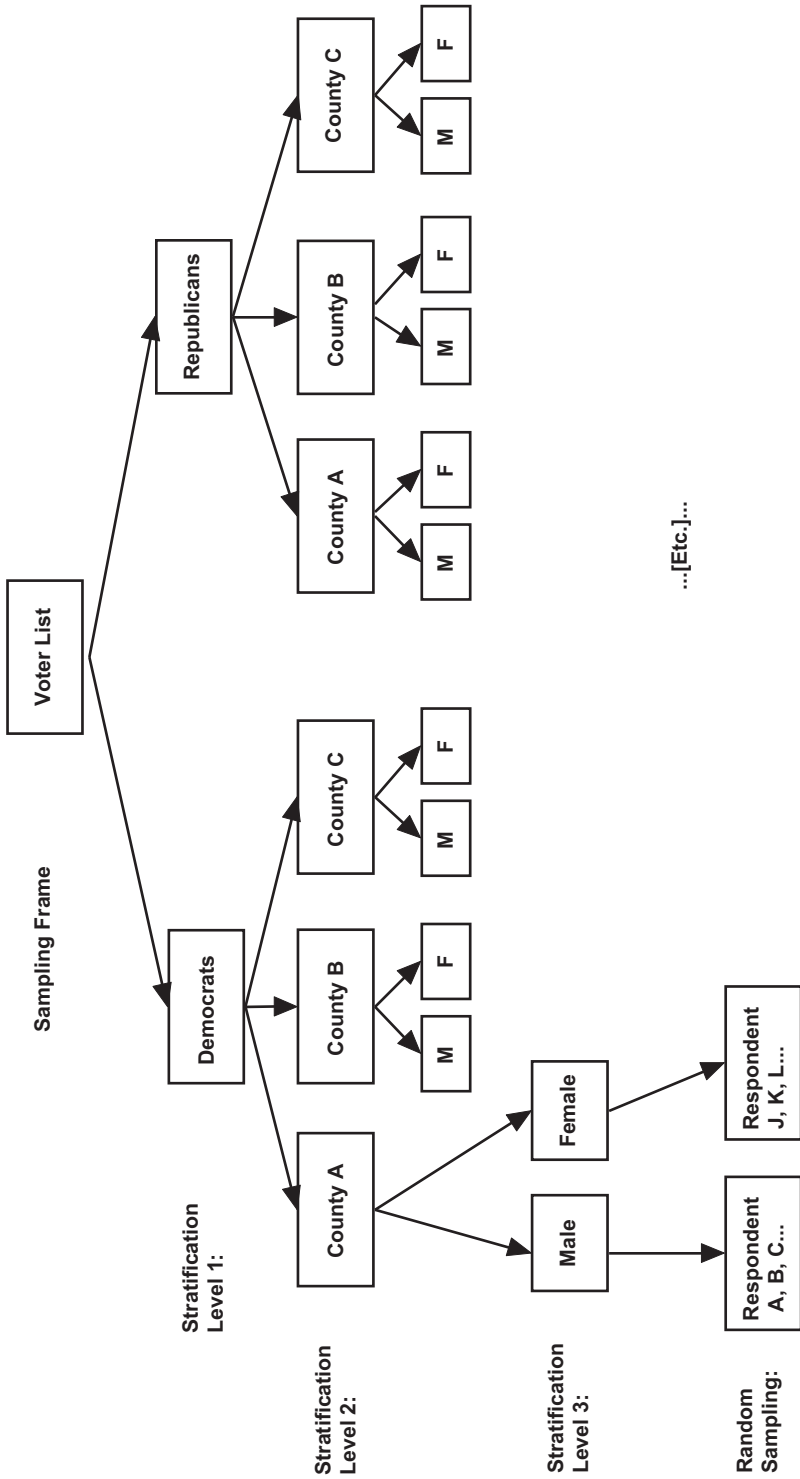 Voter List
Sampling Frame
Stratification
Level 1:
Democrats
Republicans
Stratification
Level 2:
County A
County B
County C
County A
County B
County C
M
F
M
F
M
F
M
F
M
F
Stratification
Level 3:
Male
Female
...[Etc.]...
Random
Sampling:
Respondent
A, B, C...
Respondent
J, K, L...